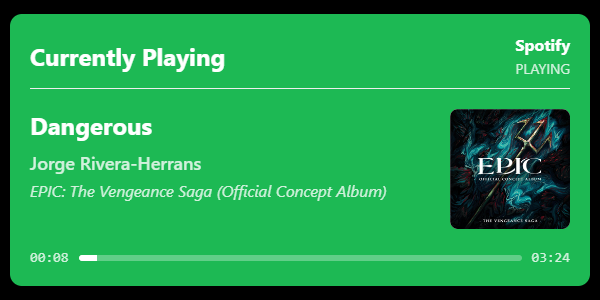 Currently Playing
Spotify
PLAYING
Dangerous
Jorge Rivera-Herrans
EPIC: The Vengeance Saga (Official Concept Album)
EPIC
OFFICIAL CONCEPT ALBUM
THE VENGEANCE SAGA
00:08
03:24